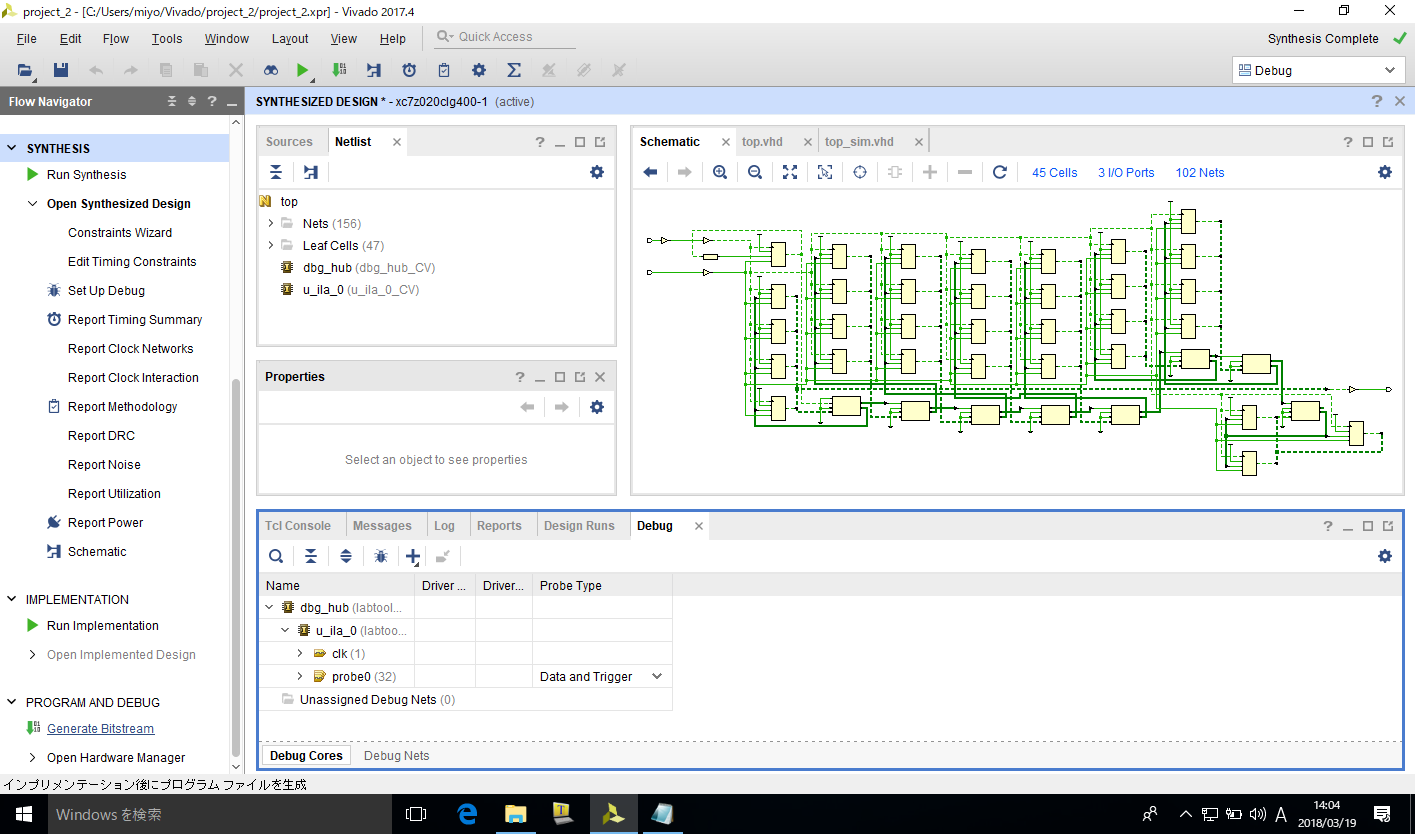 project_2 - [C:/Users/miyo/Vivado/project_2/project_2.xpr] - Vivado 2017.4
File Edit Flow Tools Window Layout View Help Quick Access
Synthesis Complete
Debug
Flow Navigator
SYNTHESIZED DESIGN * - xc7z020clg400-1 (active)
SYNTHESIS
Run Synthesis
Open Synthesized Design
Constraints Wizard
Edit Timing Constraints
Set Up Debug
Report Timing Summary
Report Clock Networks
Report Clock Interaction
Report Methodology
Report DRC
Report Noise
Report Utilization
Report Power
Schematic
IMPLEMENTATION
Run Implementation
Open Implemented Design
PROGRAM AND DEBUG
Generate Bitstream
Open Hardware Manager
Sources Netlist
top
Nets (156)
Leaf Cells (47)
dbg_hub (dbg_hub_CV)
u_ila_0 (u_ila_0_CV)
Properties
Select an object to see properties
Schematic top.vhd top_sim.vhd
45 Cells 3 I/O Ports 102 Nets
Tcl Console Messages Log Reports Design Runs Debug
Name Driver ... Driver... Probe Type
dbg_hub (labtool...
u_ila_0 (labtoo...
clk (1)
probe0 (32) Data and Trigger
Unassigned Debug Nets (0)
Debug Cores Debug Nets
インプリメンテーション後にプログラム ファイルを生成
Windows を検索
A
14:04
2018/03/19